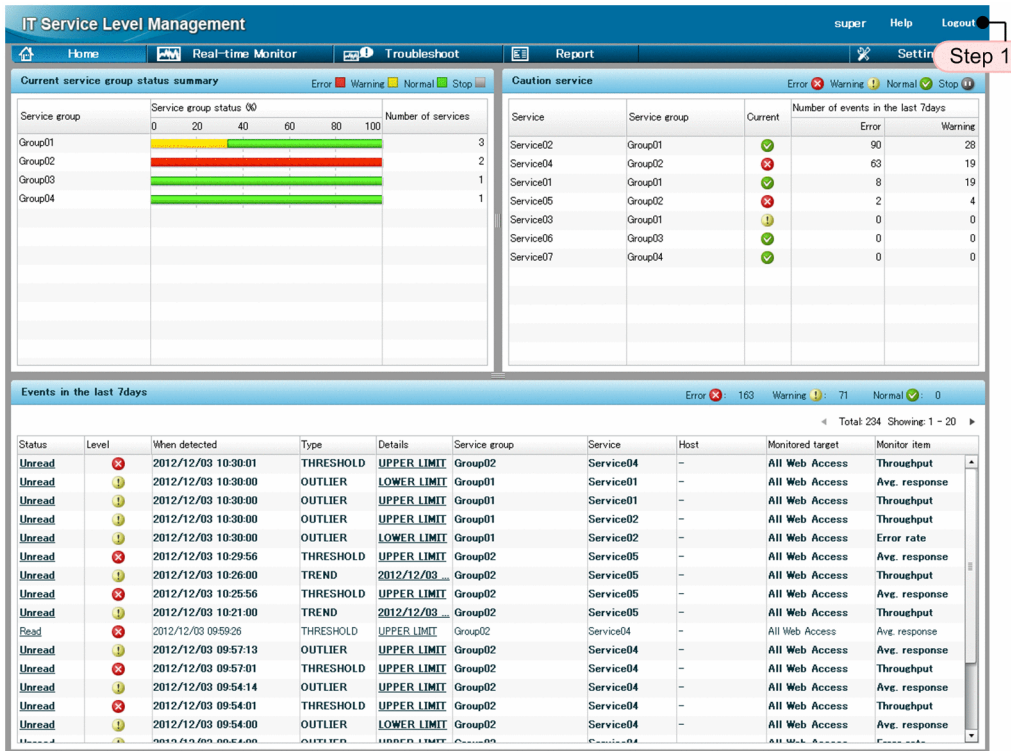 IT Service Level Management
super Help Logout
Home Real-time Monitor Troubleshoot Report
Step 1
Current service group status summary Error Warning Normal Stop
Service group Service group status (%) Number of services
0 20 40 60 80 100
Group01 3
Group02 2
Group03 1
Group04 1
Caution service Error Warning Normal Stop
Service Service group Current Number of events in the last 7days
Error Warning
Service02 Group01 90 28
Service04 Group02 63 19
Service01 Group01 8 19
Service05 Group02 2 4
Service03 Group01 0 0
Service06 Group03 0 0
Service07 Group04 0 0
Events in the last 7days Error : 163 Warning : 71 Normal : 0
Total: 234 Showing: 1 - 20
Status Level When detected Type Details Service group Service Host Monitored target Monitor item
Unread 2012/12/03 10:30:01 THRESHOLD UPPER LIMIT Group02 Service04 - All Web Access Throughput
Unread 2012/12/03 10:30:00 OUTLIER LOWER LIMIT Group01 Service01 - All Web Access Avg. response
Unread 2012/12/03 10:30:00 OUTLIER UPPER LIMIT Group01 Service01 - All Web Access Throughput
Unread 2012/12/03 10:30:00 OUTLIER UPPER LIMIT Group01 Service02 - All Web Access Throughput
Unread 2012/12/03 10:30:00 OUTLIER LOWER LIMIT Group01 Service02 - All Web Access Error rate
Unread 2012/12/03 10:29:56 THRESHOLD UPPER LIMIT Group02 Service05 - All Web Access Avg. response
Unread 2012/12/03 10:26:00 TREND 2012/12/03 ... Group02 Service05 - All Web Access Throughput
Unread 2012/12/03 10:25:56 THRESHOLD UPPER LIMIT Group02 Service05 - All Web Access Avg. response
Unread 2012/12/03 10:21:00 TREND 2012/12/03 ... Group02 Service05 - All Web Access Throughput
Read 2012/12/03 09:59:26 THRESHOLD UPPER LIMIT Group02 Service04 - All Web Access Avg. response
Unread 2012/12/03 09:57:13 OUTLIER UPPER LIMIT Group02 Service04 - All Web Access Avg. response
Unread 2012/12/03 09:57:01 THRESHOLD UPPER LIMIT Group02 Service04 - All Web Access Throughput
Unread 2012/12/03 09:54:14 OUTLIER UPPER LIMIT Group02 Service04 - All Web Access Avg. response
Unread 2012/12/03 09:54:01 THRESHOLD UPPER LIMIT Group02 Service04 - All Web Access Throughput
Unread 2012/12/03 09:54:00 OUTLIER LOWER LIMIT Group02 Service04 - All Web Access Avg. response